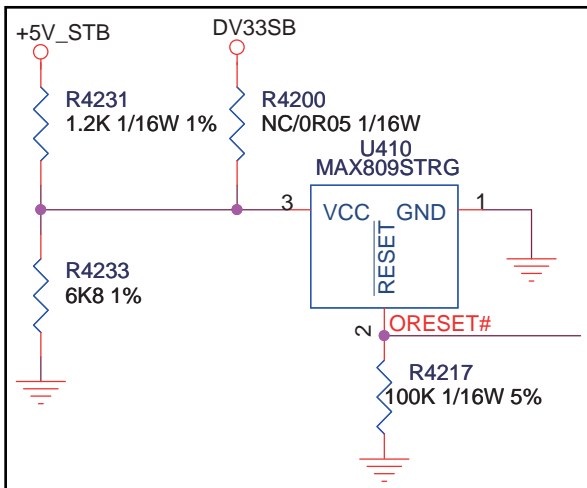 +5V_STB
DV33SB
R4231
1.2K 1/16W 1%
R4200
NC/0R05 1/16W
U410
MAX809STRG
3
VCC
GND
1
RESET
R4233
6K8 1%
2
ORESET#
R4217
100K 1/16W 5%